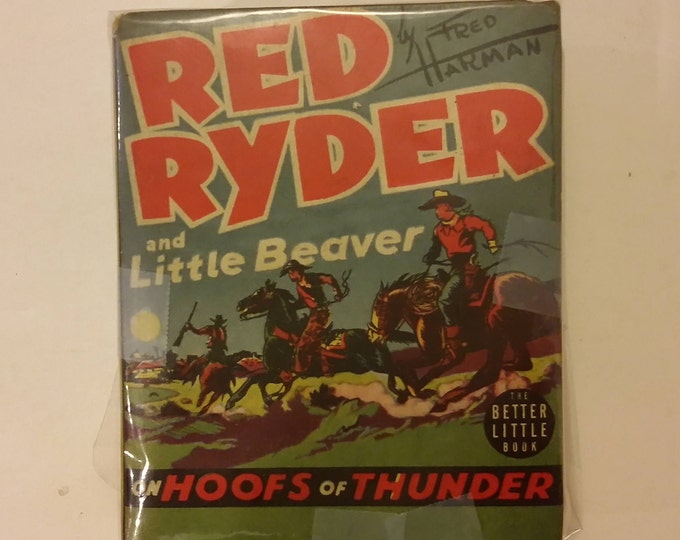 RED
by FRED
HARMAN
RYDER
and
Little Beaver
THE
BETTER
LITTLE
BOOK
ON HOOFS OF THUNDER